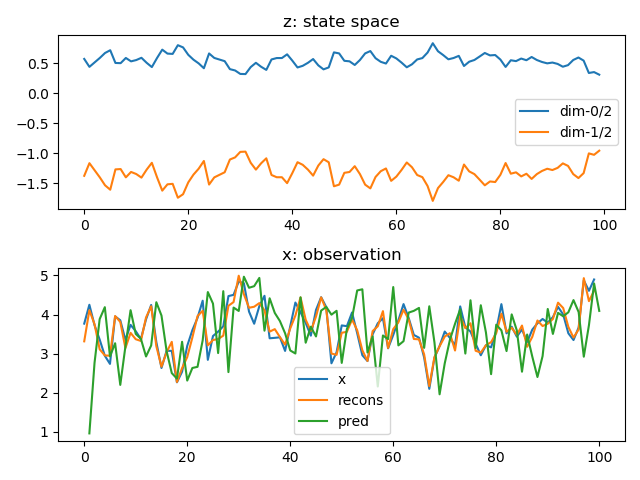 z: state space
0.5
0.0
−0.5
−1.0
−1.5
dim-0/2
dim-1/2
0 20 40 60 80 100
x: observation
5
4
3
2
1
x
recons
pred
0 20 40 60 80 100